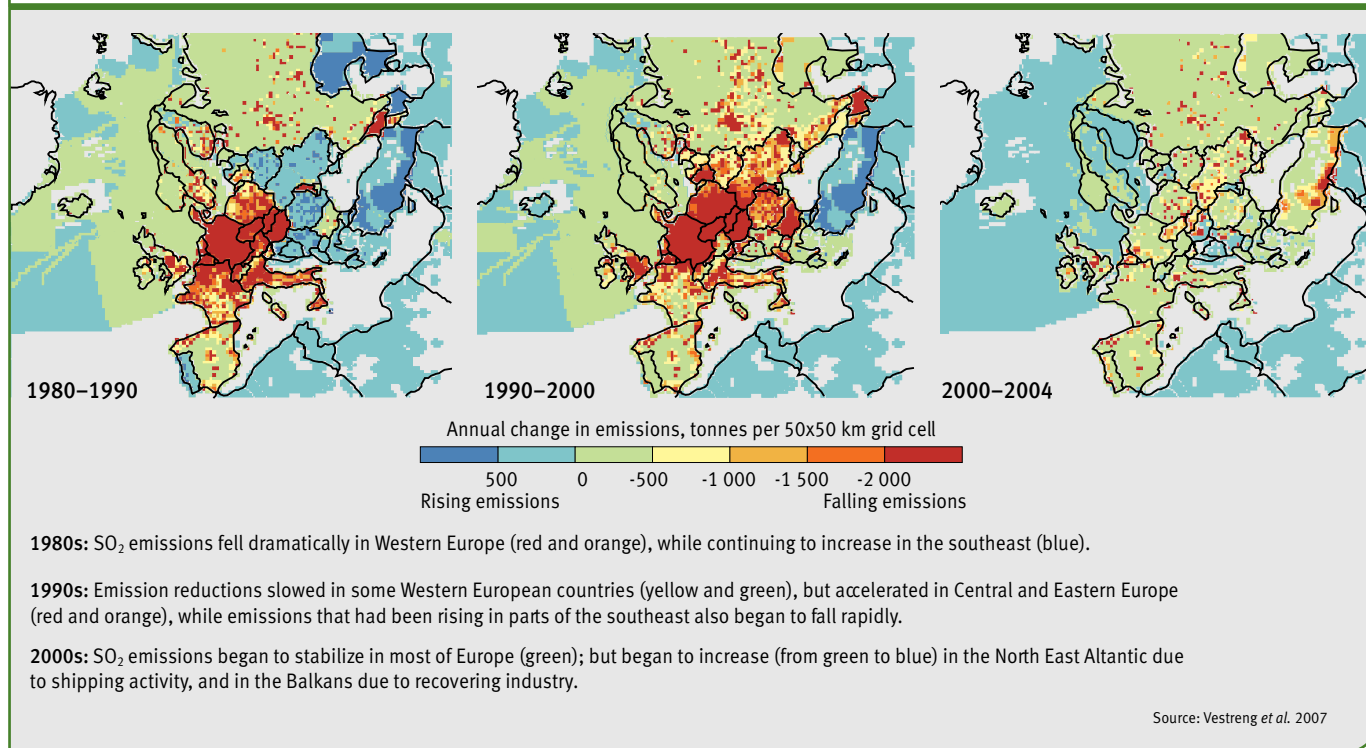 1980–1990
1990–2000
2000–2004
Annual change in emissions, tonnes per 50x50 km grid cell
500 0 -500 -1 000 -1 500 -2 000
Rising emissions Falling emissions
1980s: SO₂ emissions fell dramatically in Western Europe (red and orange), while continuing to increase in the southeast (blue).
1990s: Emission reductions slowed in some Western European countries (yellow and green), but accelerated in Central and Eastern Europe
(red and orange), while emissions that had been rising in parts of the southeast also began to fall rapidly.
2000s: SO₂ emissions began to stabilize in most of Europe (green); but began to increase (from green to blue) in the North East Altantic due
to shipping activity, and in the Balkans due to recovering industry.
Source: Vestreng et al. 2007